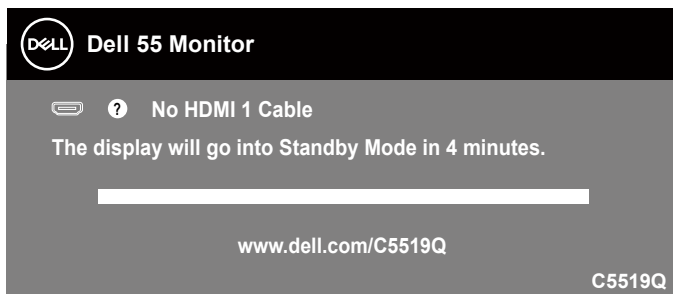 DELL Dell 55 Monitor
? No HDMI 1 Cable
The display will go into Standby Mode in 4 minutes.
www.dell.com/C5519Q
C5519Q